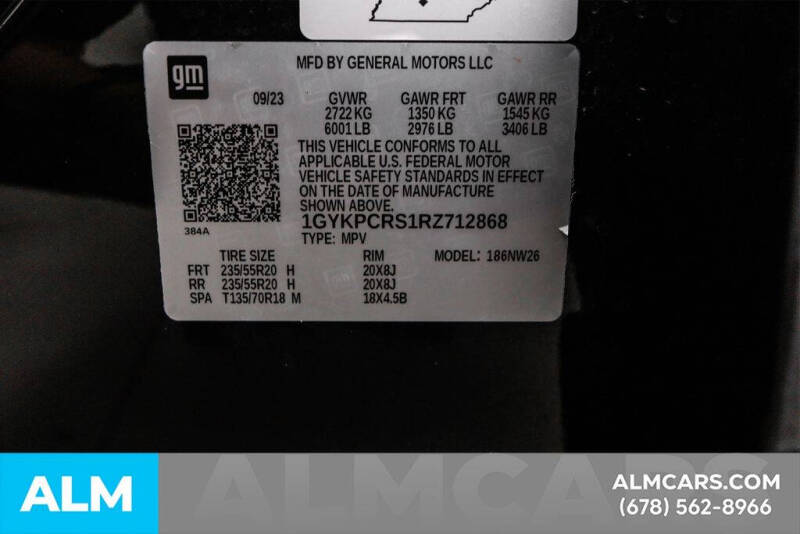 gm
MFD BY GENERAL MOTORS LLC
09/23 GVWR GAWR FRT GAWR RR
2722 KG 1350 KG 1545 KG
6001 LB 2976 LB 3406 LB
THIS VEHICLE CONFORMS TO ALL
APPLICABLE U.S. FEDERAL MOTOR
VEHICLE SAFETY STANDARDS IN EFFECT
ON THE DATE OF MANUFACTURE
SHOWN ABOVE.
1GYKPCRS1RZ712868
384A
TYPE: MPV
TIRE SIZE RIM MODEL: 186NW26
FRT 235/55R20 H 20X8J
RR 235/55R20 H 20X8J
SPA T135/70R18 M 18X4.5B
ALM
ALMCARS
ALMCARS.COM
(678) 562-8966